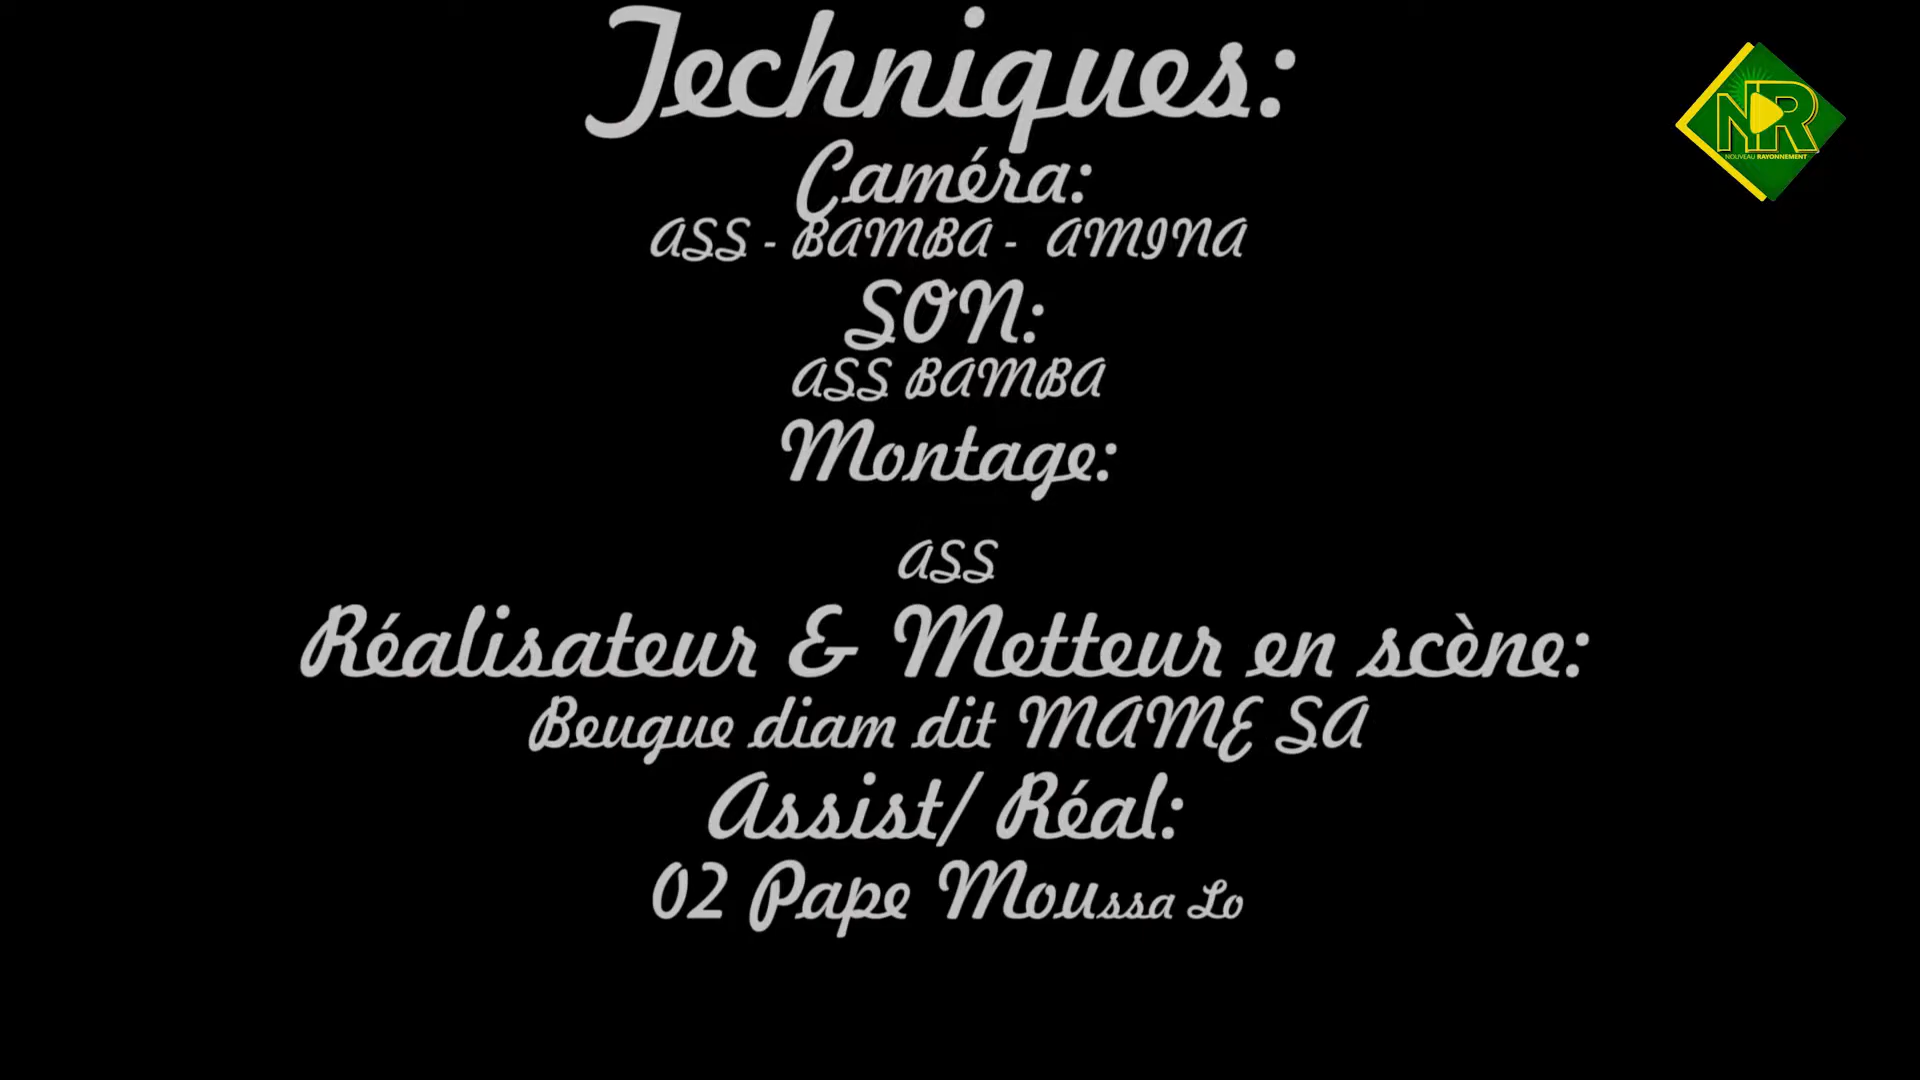 Techniques:
Caméra:
ASS - BAMBA - AMINA
SON:
ASS BAMBA
Montage:
ASS
Réalisateur & Metteur en scène:
Beugue diam dit MAME SA
Assist/ Réal:
02 Pape Moussa Lo
NR
NOUVEAU RAYONNEMENT